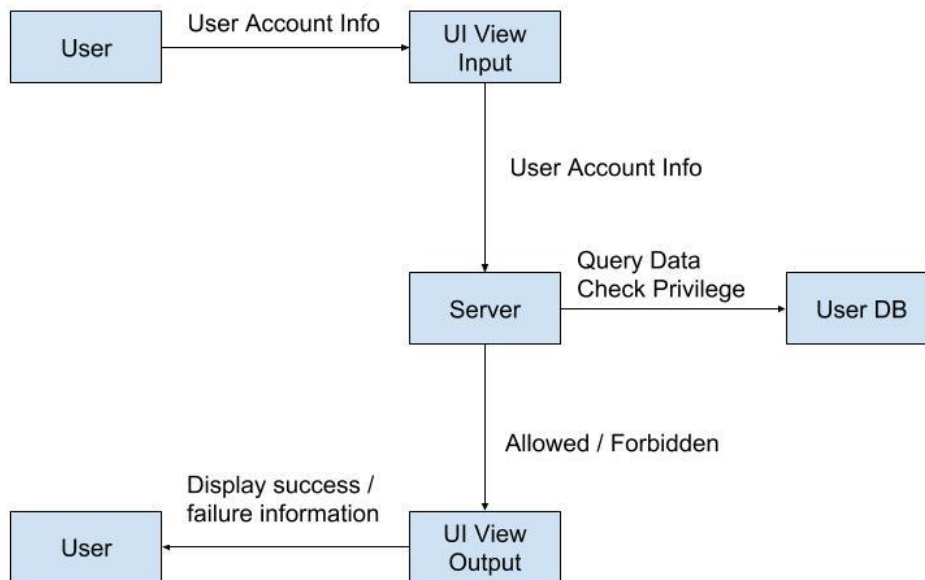 User Account Info
User
UI View
Input
User Account Info
Query Data
Check Privilege
Server
User DB
Allowed / Forbidden
Display success /
failure information
User
UI View
Output